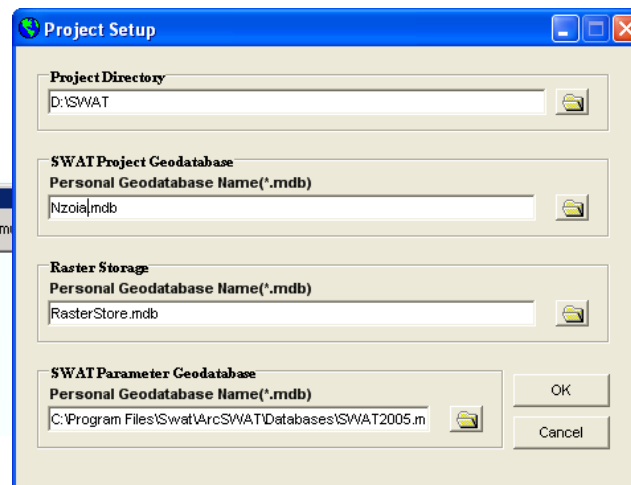 Project Setup
Project Directory
D:\SWAT
SWAT Project Geodatabase
Personal Geodatabase Name(*.mdb)
Nzoia.mdb
Raster Storage
Personal Geodatabase Name(*.mdb)
RasterStore.mdb
SWAT Parameter Geodatabase
Personal Geodatabase Name(*.mdb)
C:\Program Files\Swat\ArcSWAT\Databases\SWAT2005.m
OK
Cancel